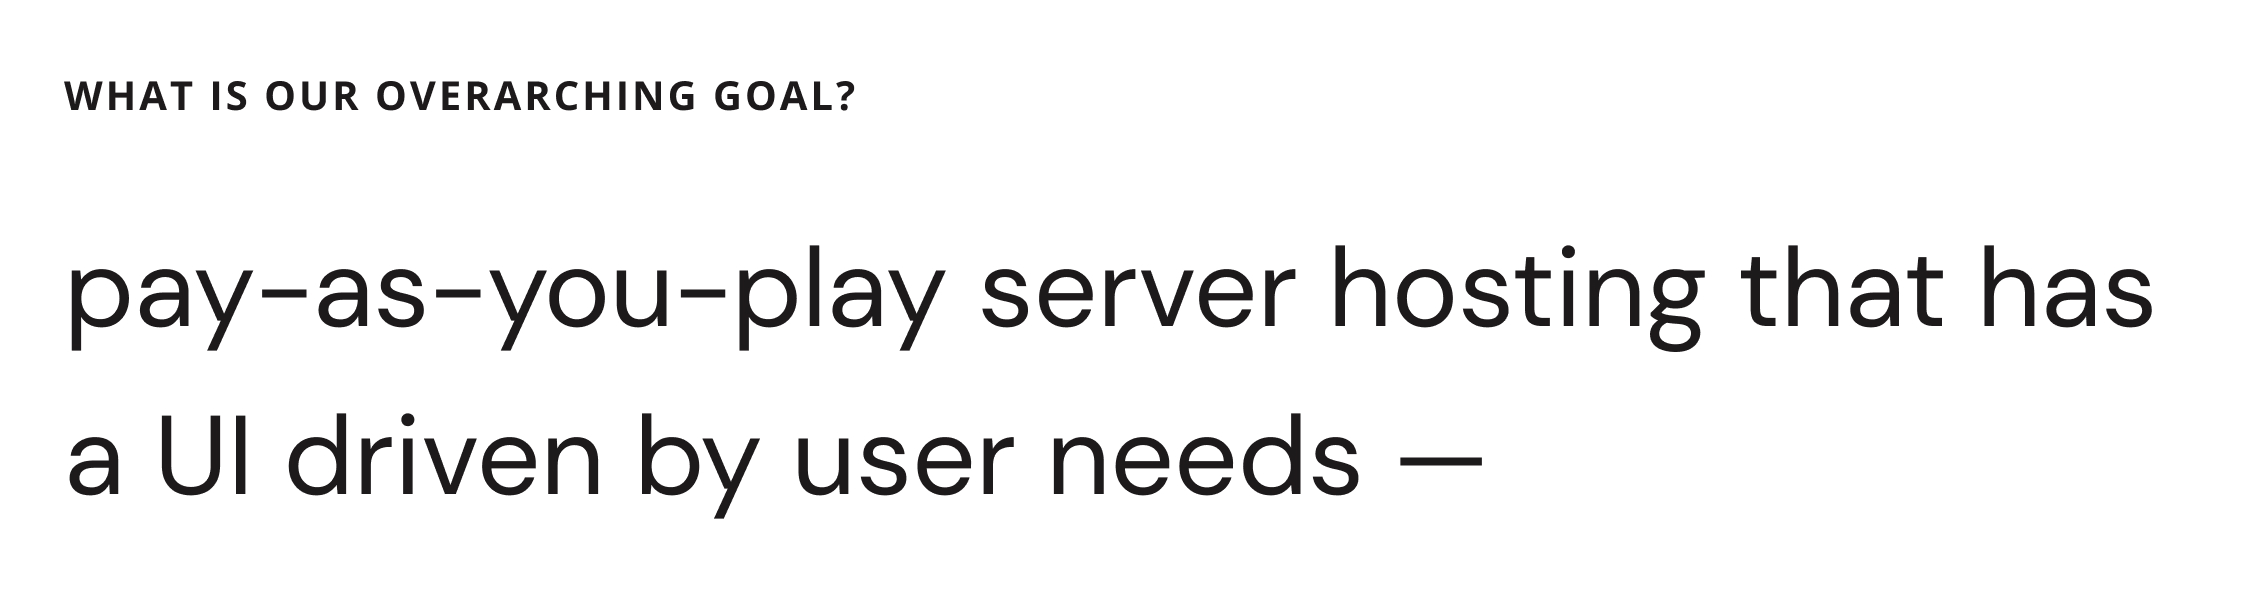 WHAT IS OUR OVERARCHING GOAL?
pay-as-you-play server hosting that has
a UI driven by user needs —